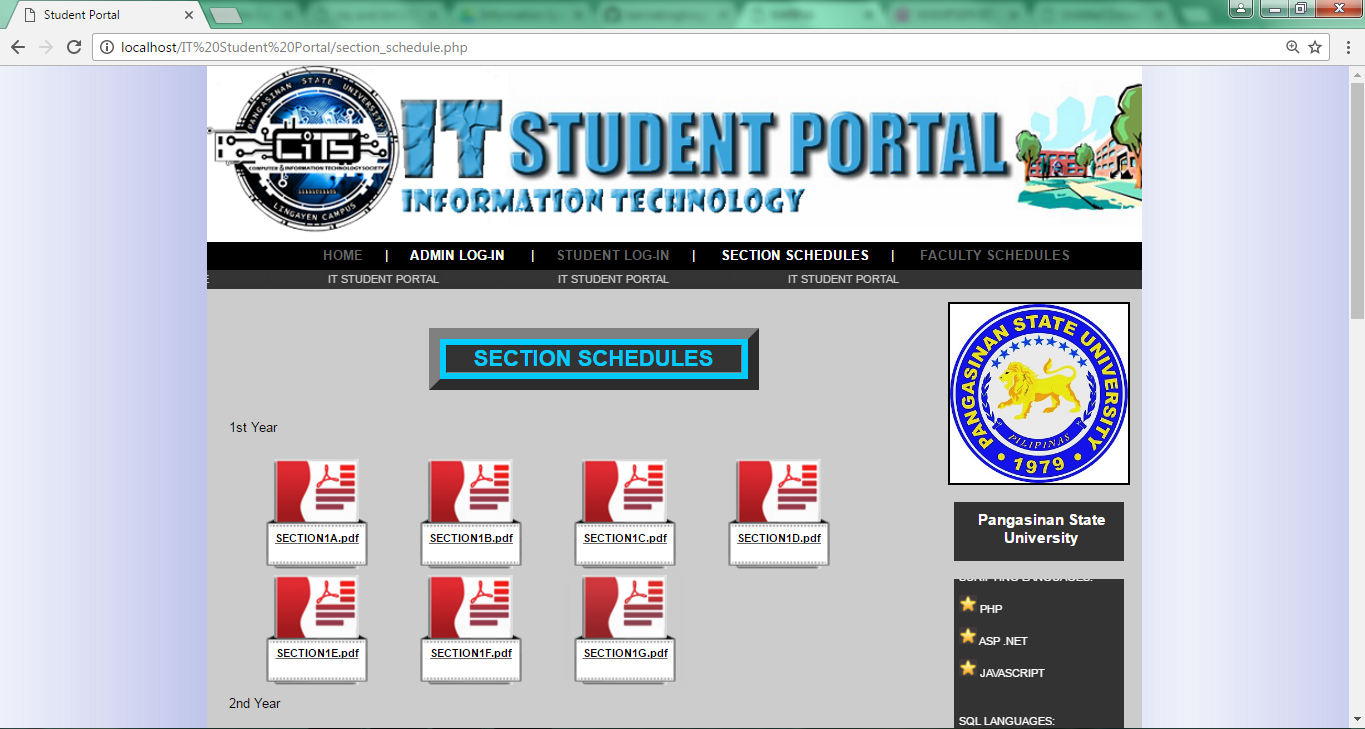 Student Portal
localhost/IT%20Student%20Portal/section_schedule.php
PANGASINAN STATE UNIVERSITY
CiTS
COMPUTER & INFORMATION TECHNOLOGY SOCIETY
LINGAYEN CAMPUS
IT STUDENT PORTAL
INFORMATION TECHNOLOGY
HOME | ADMIN LOG-IN | STUDENT LOG-IN | SECTION SCHEDULES | FACULTY SCHEDULES
IT STUDENT PORTAL IT STUDENT PORTAL IT STUDENT PORTAL
SECTION SCHEDULES
1st Year
SECTION1A.pdf SECTION1B.pdf SECTION1C.pdf SECTION1D.pdf
SECTION1E.pdf SECTION1F.pdf SECTION1G.pdf
2nd Year
PANGASINAN STATE UNIVERSITY
PILIPINAS
1979
Pangasinan State
University
SCRIPTING LANGUAGES:
PHP
ASP .NET
JAVASCRIPT
SQL LANGUAGES: